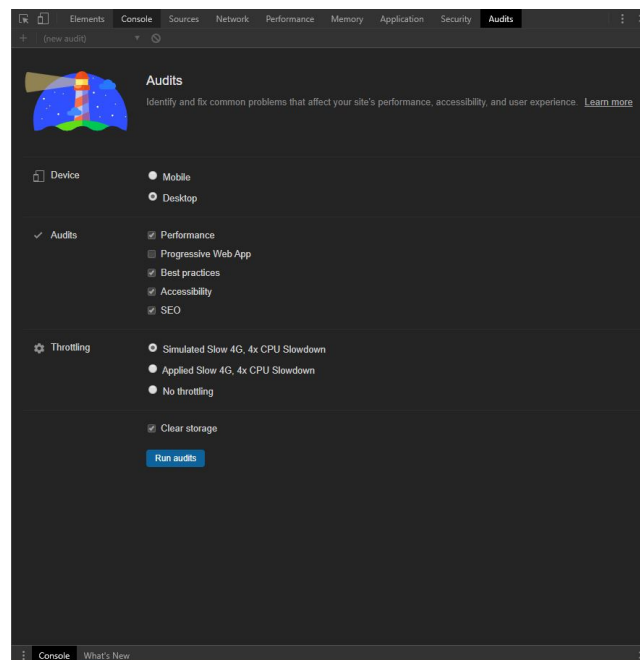 Elements Console Sources Network Performance Memory Application Security Audits
(new audit)
Audits
Identify and fix common problems that affect your site's performance, accessibility, and user experience. Learn more
Device
Mobile
Desktop
Audits
Performance
Progressive Web App
Best practices
Accessibility
SEO
Throttling
Simulated Slow 4G, 4x CPU Slowdown
Applied Slow 4G, 4x CPU Slowdown
No throttling
Clear storage
Run audits
Console What's New